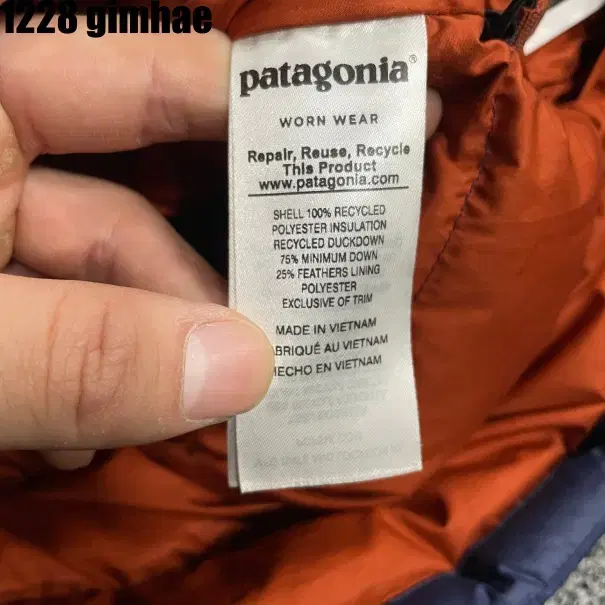 1228 gimhae
patagonia®
WORN WEAR
Repair, Reuse, Recycle
This Product
www.patagonia.com
SHELL 100% RECYCLED
POLYESTER INSULATION
RECYCLED DUCKDOWN
75% MINIMUM DOWN
25% FEATHERS LINING
POLYESTER
EXCLUSIVE OF TRIM
MADE IN VIETNAM
ABRIQUÉ AU VIETNAM
HECHO EN VIETNAM